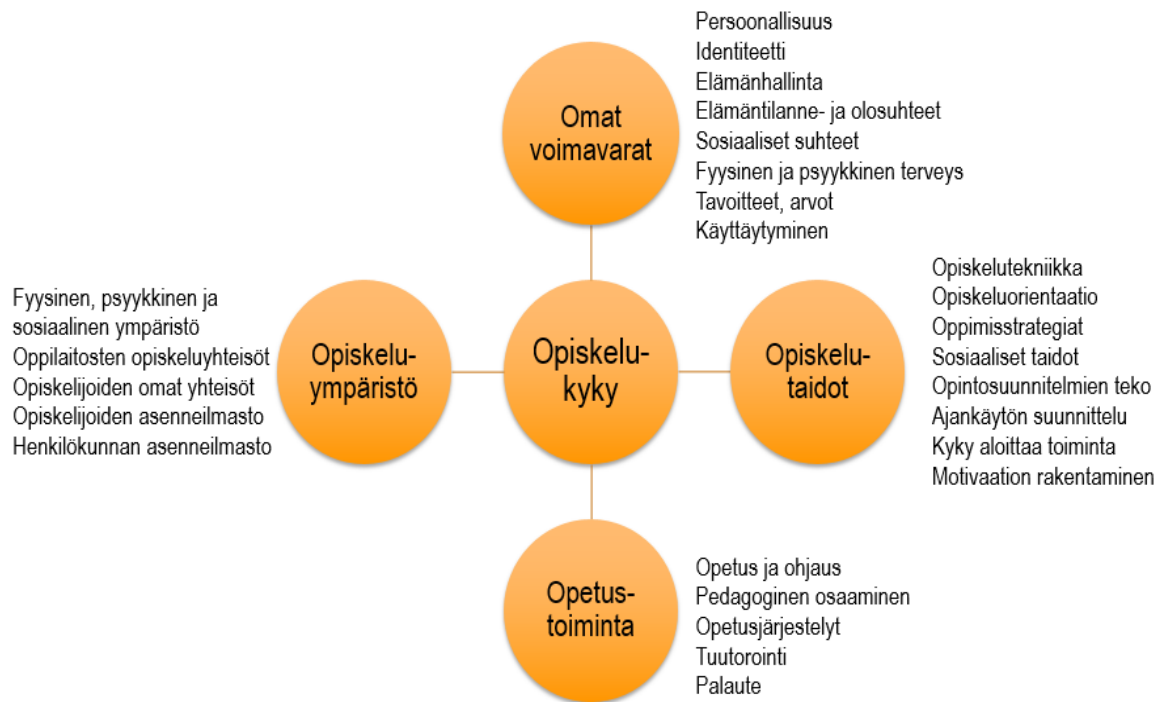 Persoonallisuus
Identiteetti
Elämänhallinta
Elämäntilanne- ja olosuhteet
Sosiaaliset suhteet
Fyysinen ja psyykkinen terveys
Tavoitteet, arvot
Käyttäytyminen
Omat
voimavarat
Fyysinen, psyykkinen ja
sosiaalinen ympäristö
Oppilaitosten opiskeluyhteisöt
Opiskelijoiden omat yhteisöt
Opiskelijoiden asenneilmasto
Henkilökunnan asenneilmasto
Opiskelu-
ympäristö
Opiskelu-
kyky
Opiskelu-
taidot
Opiskelutekniikka
Opiskeluorientaatio
Oppimisstrategiat
Sosiaaliset taidot
Opintosuunnitelmien teko
Ajankäytön suunnittelu
Kyky aloittaa toiminta
Motivaation rakentaminen
Opetus-
toiminta
Opetus ja ohjaus
Pedagoginen osaaminen
Opetusjärjestelyt
Tuutorointi
Palaute